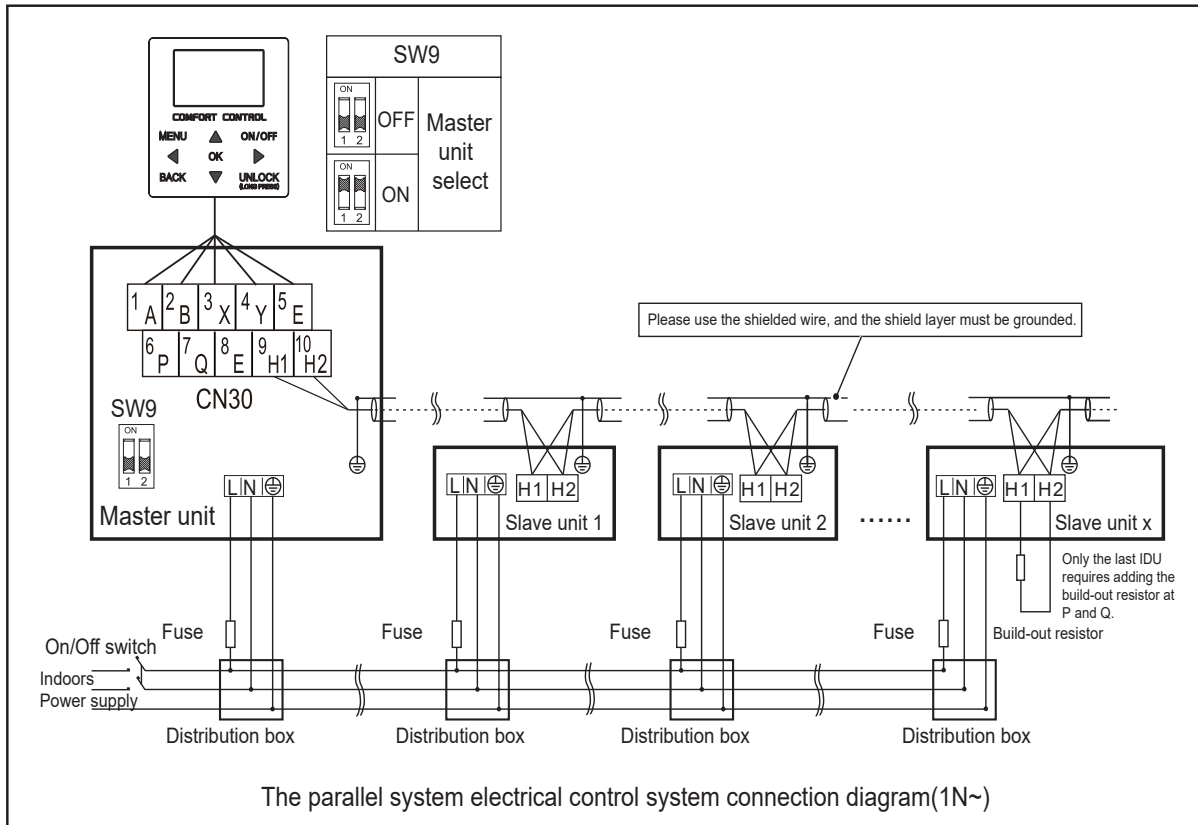 COMFORT CONTROL
MENU ON/OFF
OK
BACK UNLOCK
(LONG PRESS)
SW9
ON
1 2
OFF
ON
1 2
ON
Master
unit
select
1 A 2 B 3 X 4 Y 5 E
6 P 7 Q 8 E 9 H1 10 H2
CN30
SW9
ON
1 2
L N
Master unit
Please use the shielded wire, and the shield layer must be grounded.
L N H1 H2
Slave unit 1
L N H1 H2
Slave unit 2
......
L N H1 H2
Slave unit x
Only the last IDU
requires adding the
build-out resistor at
P and Q.
Build-out resistor
Fuse
Fuse
Fuse
Fuse
On/Off switch
Indoors
Power supply
Distribution box
Distribution box
Distribution box
Distribution box
The parallel system electrical control system connection diagram(1N~)